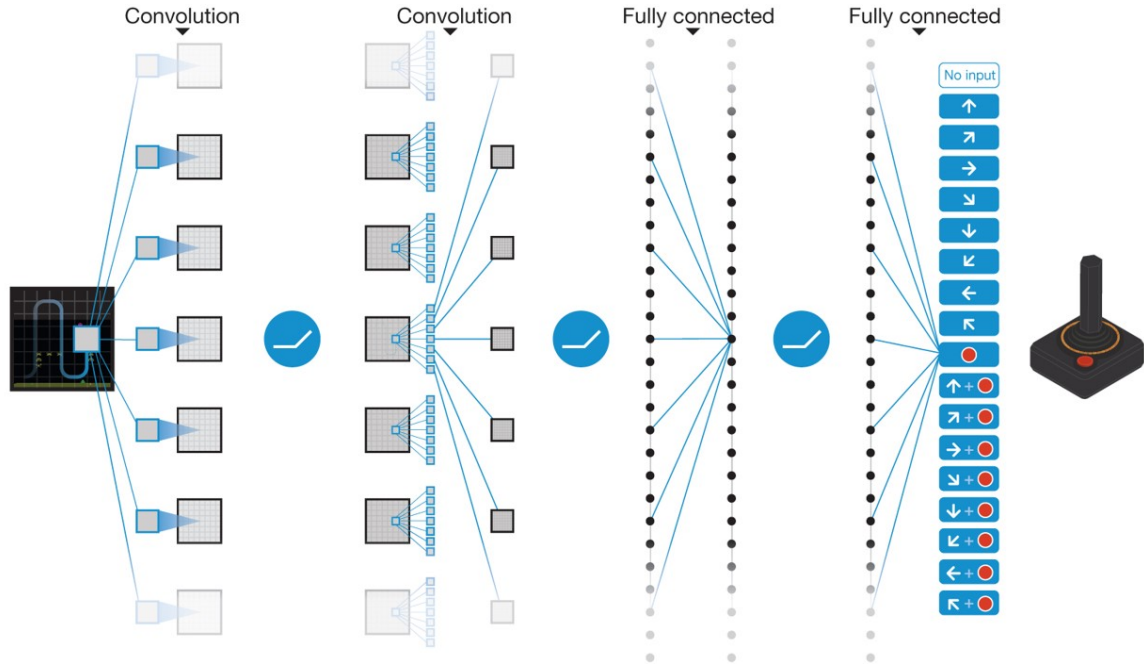 Convolution
Convolution
Fully connected
Fully connected
No input
+
+
+
+
+
+
+
+